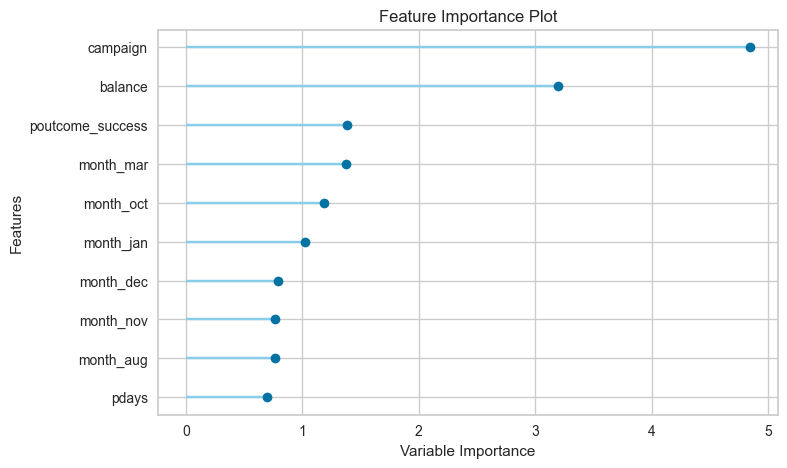 Feature Importance Plot
Features
campaign
balance
poutcome_success
month_mar
month_oct
month_jan
month_dec
month_nov
month_aug
pdays
0 1 2 3 4 5
Variable Importance